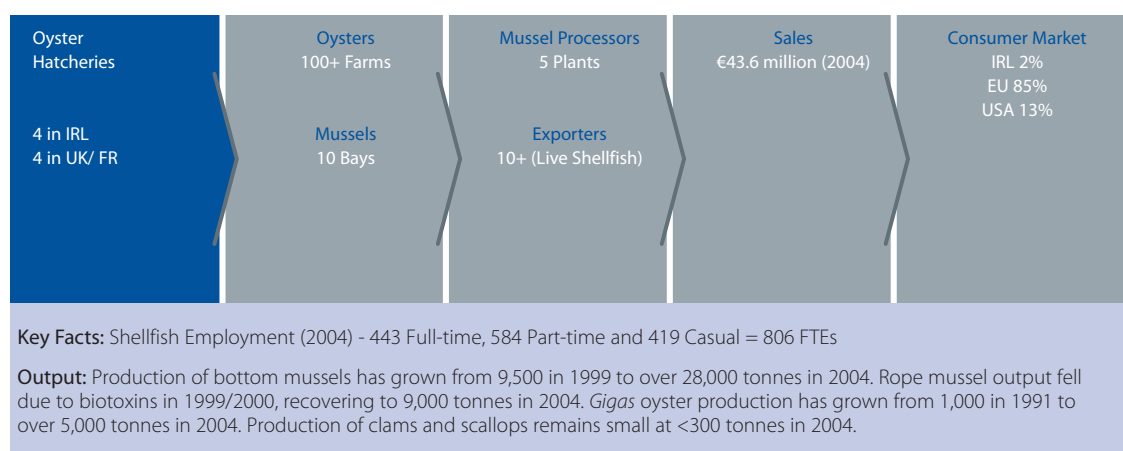 Oyster
Hatcheries
4 in IRL
4 in UK/ FR
Oysters
100+ Farms
Mussels
10 Bays
Mussel Processors
5 Plants
Exporters
10+ (Live Shellfish)
Sales
€43.6 million (2004)
Consumer Market
IRL 2%
EU 85%
USA 13%
Key Facts: Shellfish Employment (2004) - 443 Full-time, 584 Part-time and 419 Casual = 806 FTEs
Output: Production of bottom mussels has grown from 9,500 in 1999 to over 28,000 tonnes in 2004. Rope mussel output fell
due to biotoxins in 1999/2000, recovering to 9,000 tonnes in 2004. Gigas oyster production has grown from 1,000 in 1991 to
over 5,000 tonnes in 2004. Production of clams and scallops remains small at <300 tonnes in 2004.